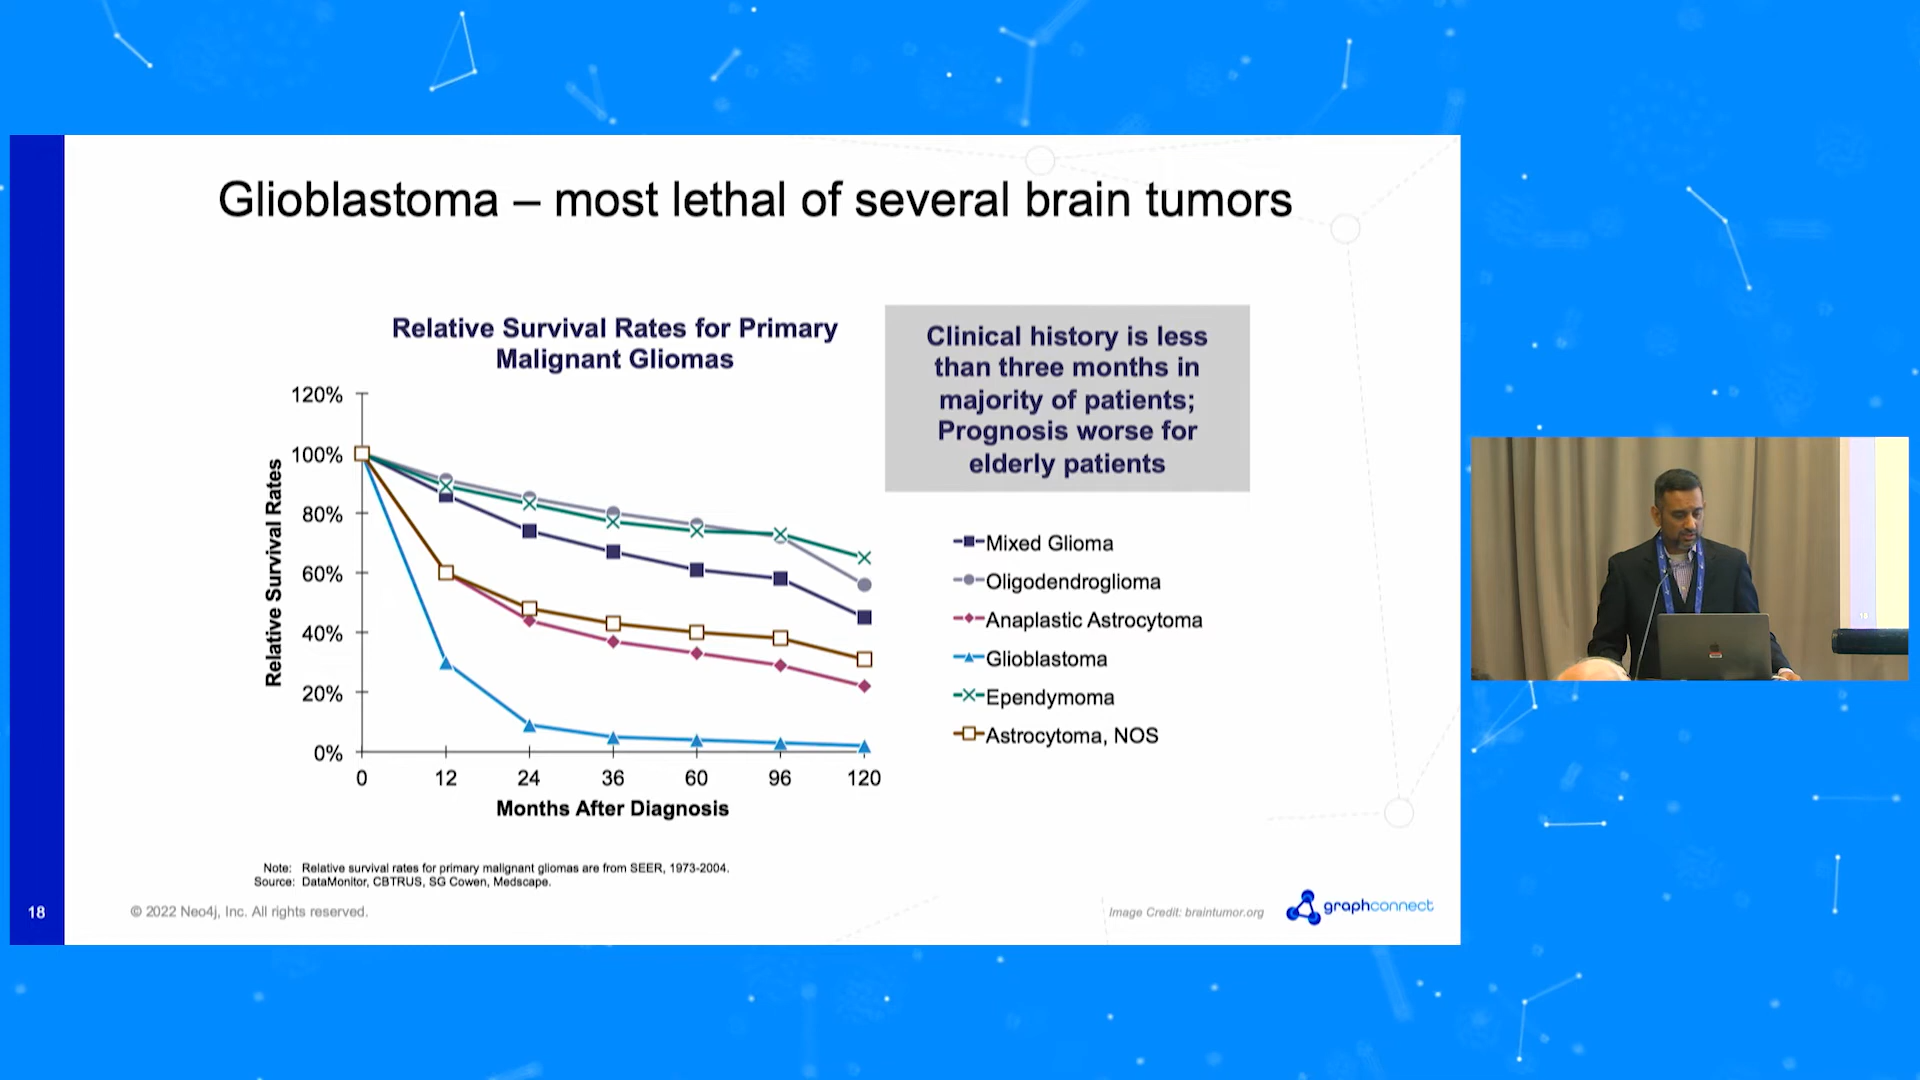 Glioblastoma – most lethal of several brain tumors
Relative Survival Rates for Primary
Malignant Gliomas
Clinical history is less
than three months in
majority of patients;
Prognosis worse for
elderly patients
Relative Survival Rates
120%
100%
80%
60%
40%
20%
0%
0 12 24 36 60 96 120
Months After Diagnosis
Mixed Glioma
Oligodendroglioma
Anaplastic Astrocytoma
Glioblastoma
Ependymoma
Astrocytoma, NOS
Note: Relative survival rates for primary malignant gliomas are from SEER, 1973-2004.
Source: DataMonitor, CBTRUS, SG Cowen, Medscape.
18
© 2022 Neo4j, Inc. All rights reserved.
Image Credit: braintumor.org
graphconnect